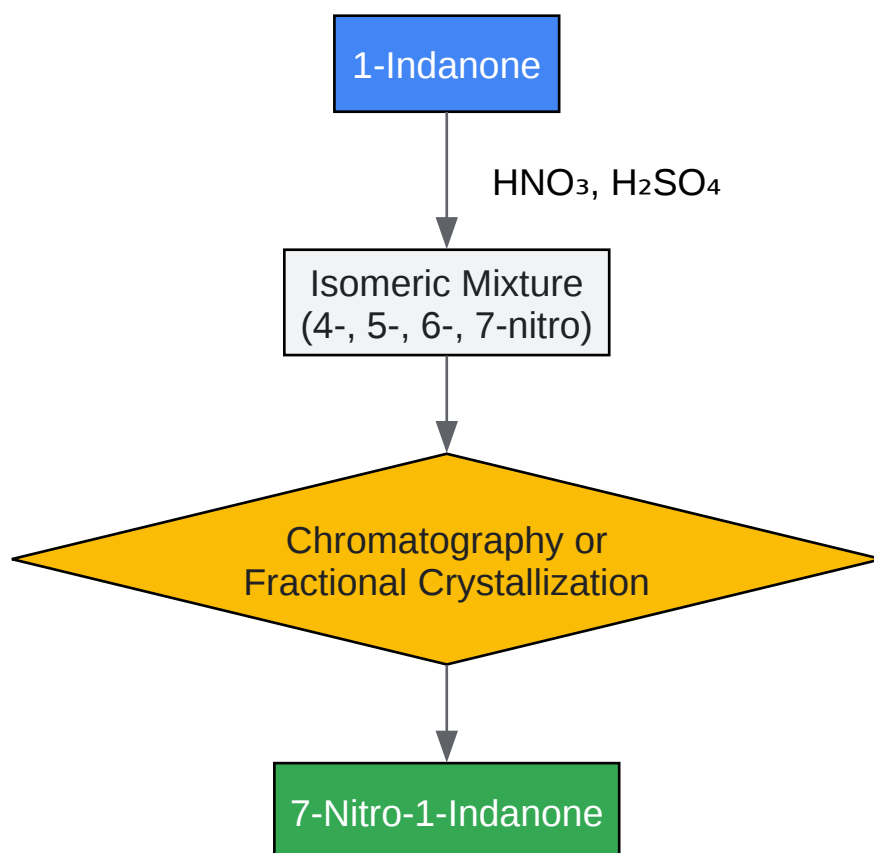 1-Indanone
HNO₃, H₂SO₄
Isomeric Mixture
(4-, 5-, 6-, 7-nitro)
Chromatography or
Fractional Crystallization
7-Nitro-1-Indanone